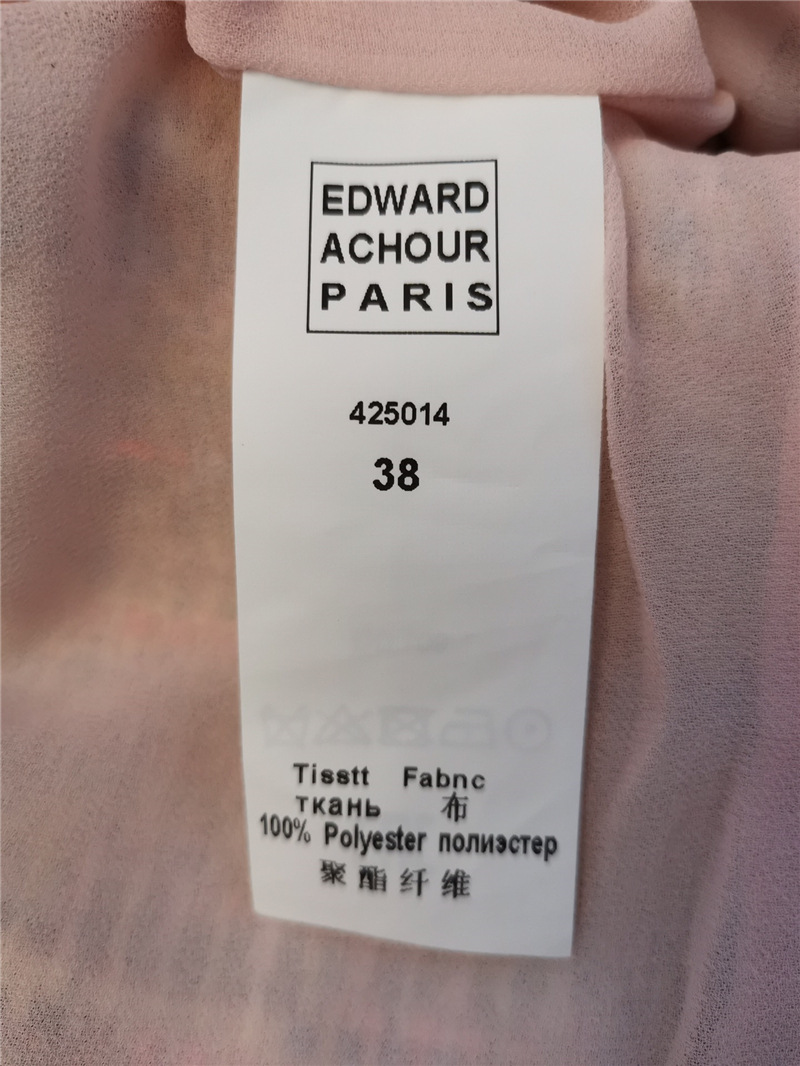 EDWARD
ACHOUR
PARIS
425014
38
Tisstt Fabnc
ткань 布
100% Polyester полиэстер
聚酯纤维